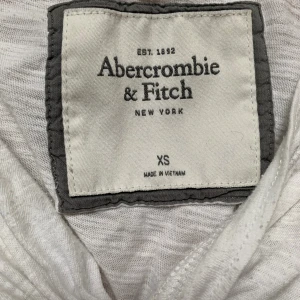 EST. 1892
Abercrombie
& Fitch
NEW YORK
XS
MADE IN VIETNAM